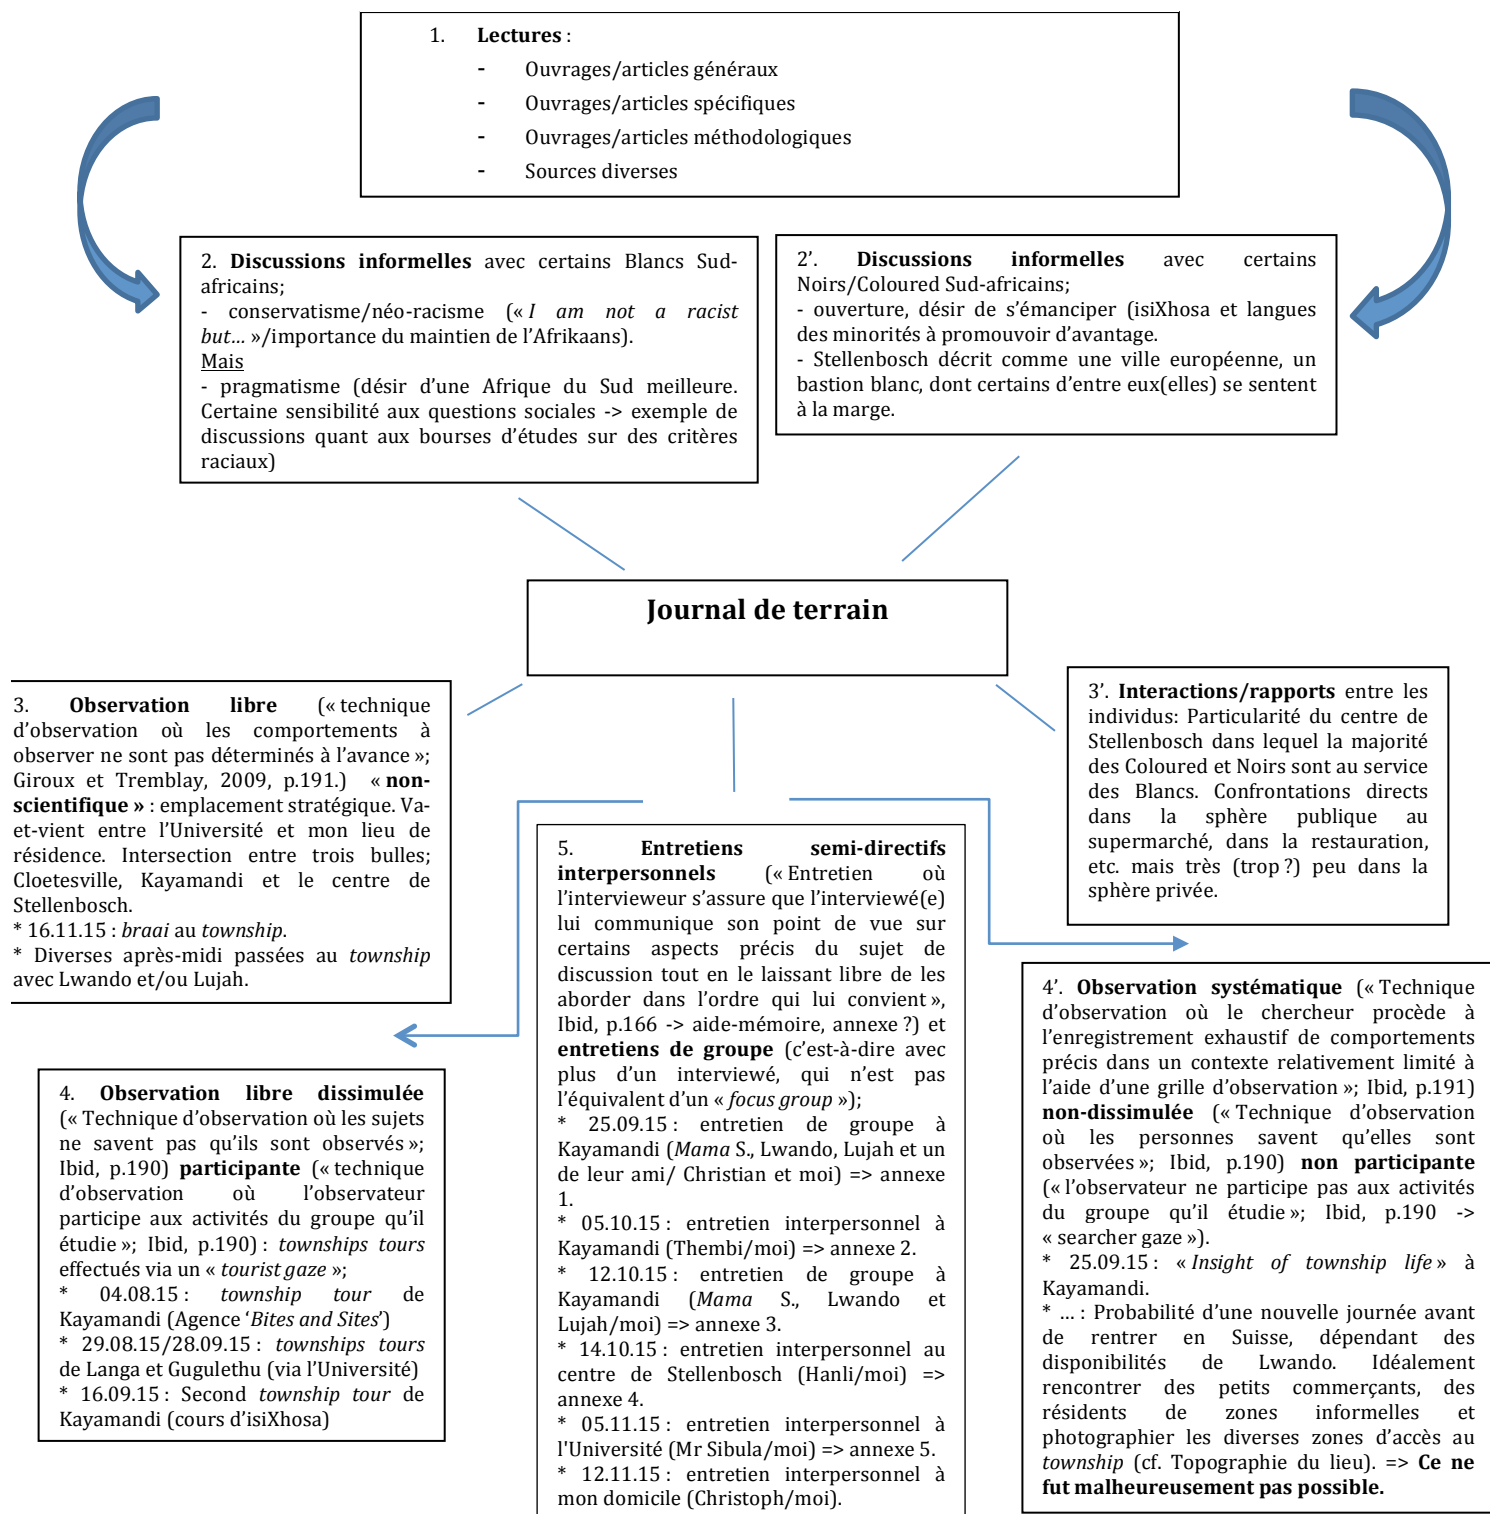 1. Lectures :
- Ouvrages/articles généraux
- Ouvrages/articles spécifiques
- Ouvrages/articles méthodologiques
- Sources diverses
2. Discussions informelles avec certains Blancs Sud-
africains;
- conservatisme/néo-racisme (« I am not a racist
but… »/importance du maintien de l’Afrikaans).
Mais
- pragmatisme (désir d’une Afrique du Sud meilleure.
Certaine sensibilité aux questions sociales -> exemple de
discussions quant aux bourses d’études sur des critères
raciaux)
2’. Discussions informelles avec certains
Noirs/Coloured Sud-africains;
- ouverture, désir de s’émanciper (isiXhosa et langues
des minorités à promouvoir d’avantage.
- Stellenbosch décrit comme une ville européenne, un
bastion blanc, dont certains d’entre eux(elles) se sentent
à la marge.
Journal de terrain
3. Observation libre (« technique
d’observation où les comportements à
observer ne sont pas déterminés à l’avance »;
Giroux et Tremblay, 2009, p.191.) « non-
scientifique » : emplacement stratégique. Va-
et-vient entre l’Université et mon lieu de
résidence. Intersection entre trois bulles;
Cloetesville, Kayamandi et le centre de
Stellenbosch.
* 16.11.15 : braai au township.
* Diverses après-midi passées au township
avec Lwando et/ou Lujah.
3’. Interactions/rapports entre les
individus: Particularité du centre de
Stellenbosch dans lequel la majorité
des Coloured et Noirs sont au service
des Blancs. Confrontations directs
dans la sphère publique au
supermarché, dans la restauration,
etc. mais très (trop ?) peu dans la
sphère privée.
4. Observation libre dissimulée
(« Technique d’observation où les sujets
ne savent pas qu’ils sont observés »;
Ibid, p.190) participante (« technique
d’observation où l’observateur
participe aux activités du groupe qu’il
étudie »; Ibid, p.190) : townships tours
effectués via un « tourist gaze »;
* 04.08.15 : township tour de
Kayamandi (Agence ‘Bites and Sites’)
* 29.08.15/28.09.15 : townships tours
de Langa et Gugulethu (via l’Université)
* 16.09.15 : Second township tour de
Kayamandi (cours d’isiXhosa)
5. Entretiens semi-directifs
interpersonnels (« Entretien où
l’intervieweur s’assure que l’interviewé(e)
lui communique son point de vue sur
certains aspects précis du sujet de
discussion tout en le laissant libre de les
aborder dans l’ordre qui lui convient »,
Ibid, p.166 -> aide-mémoire, annexe ?) et
entretiens de groupe (c’est-à-dire avec
plus d’un interviewé, qui n’est pas
l’équivalent d’un « focus group »);
* 25.09.15 : entretien de groupe à
Kayamandi (Mama S., Lwando, Lujah et un
de leur ami/ Christian et moi) => annexe
1.
* 05.10.15 : entretien interpersonnel à
Kayamandi (Thembi/moi) => annexe 2.
* 12.10.15 : entretien de groupe à
Kayamandi (Mama S., Lwando et
Lujah/moi) => annexe 3.
* 14.10.15 : entretien interpersonnel au
centre de Stellenbosch (Hanli/moi) =>
annexe 4.
* 05.11.15 : entretien interpersonnel à
l'Université (Mr Sibula/moi) => annexe 5.
* 12.11.15 : entretien interpersonnel à
mon domicile (Christoph/moi).
4’. Observation systématique (« Technique
d’observation où le chercheur procède à
l’enregistrement exhaustif de comportements
précis dans un contexte relativement limité à
l’aide d’une grille d’observation »; Ibid, p.191)
non-dissimulée (« Technique d’observation
où les personnes savent qu’elles sont
observées »; Ibid, p.190) non participante
(« l’observateur ne participe pas aux activités
du groupe qu’il étudie »; Ibid, p.190 ->
« searcher gaze »).
* 25.09.15 : « Insight of township life » à
Kayamandi.
* … : Probabilité d’une nouvelle journée avant
de rentrer en Suisse, dépendant des
disponibilités de Lwando. Idéalement
rencontrer des petits commerçants, des
résidents de zones informelles et
photographier les diverses zones d’accès au
township (cf. Topographie du lieu). => Ce ne
fut malheureusement pas possible.